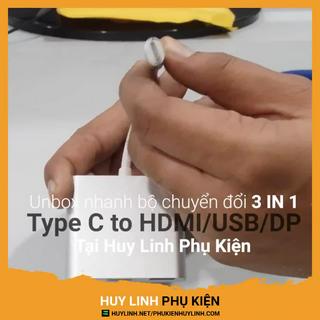 Unbox nhanh bộ chuyển đổi 3 IN 1
Type C to HDMI/USB/DP
Tại Huy Linh Phụ Kiện
HUY LINH PHỤ KIỆN
HUYLINH.NET/PHUKIENHUYLINH.COM